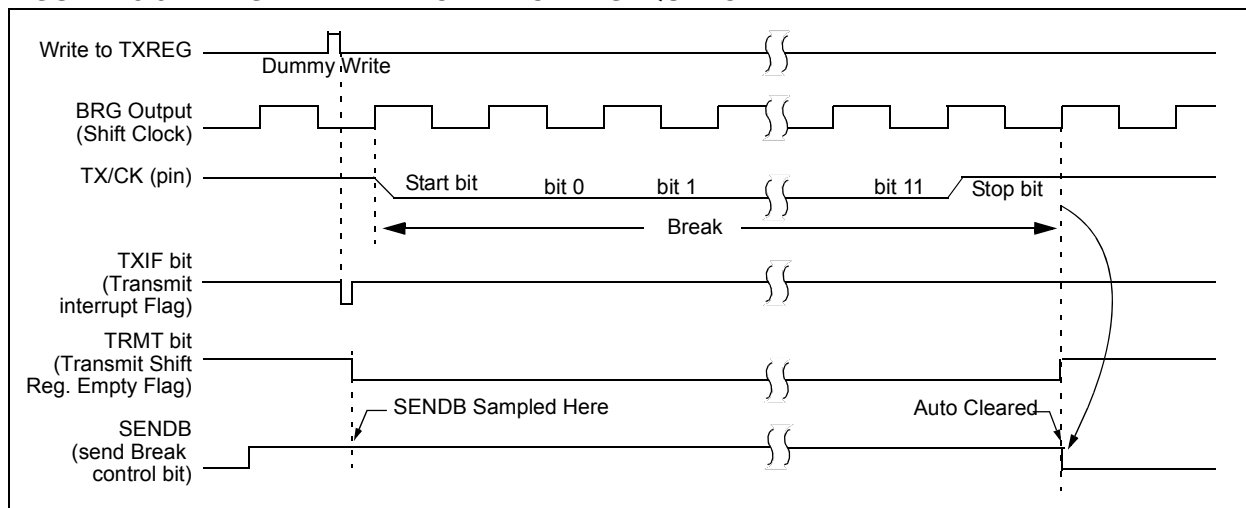 Write to TXREG
Dummy Write
BRG Output
(Shift Clock)
TX/CK (pin)
Start bit
bit 0
bit 1
bit 11
Stop bit
Break
TXIF bit
(Transmit
interrupt Flag)
TRMT bit
(Transmit Shift
Reg. Empty Flag)
SENDB Sampled Here
Auto Cleared
SENDB
(send Break
control bit)